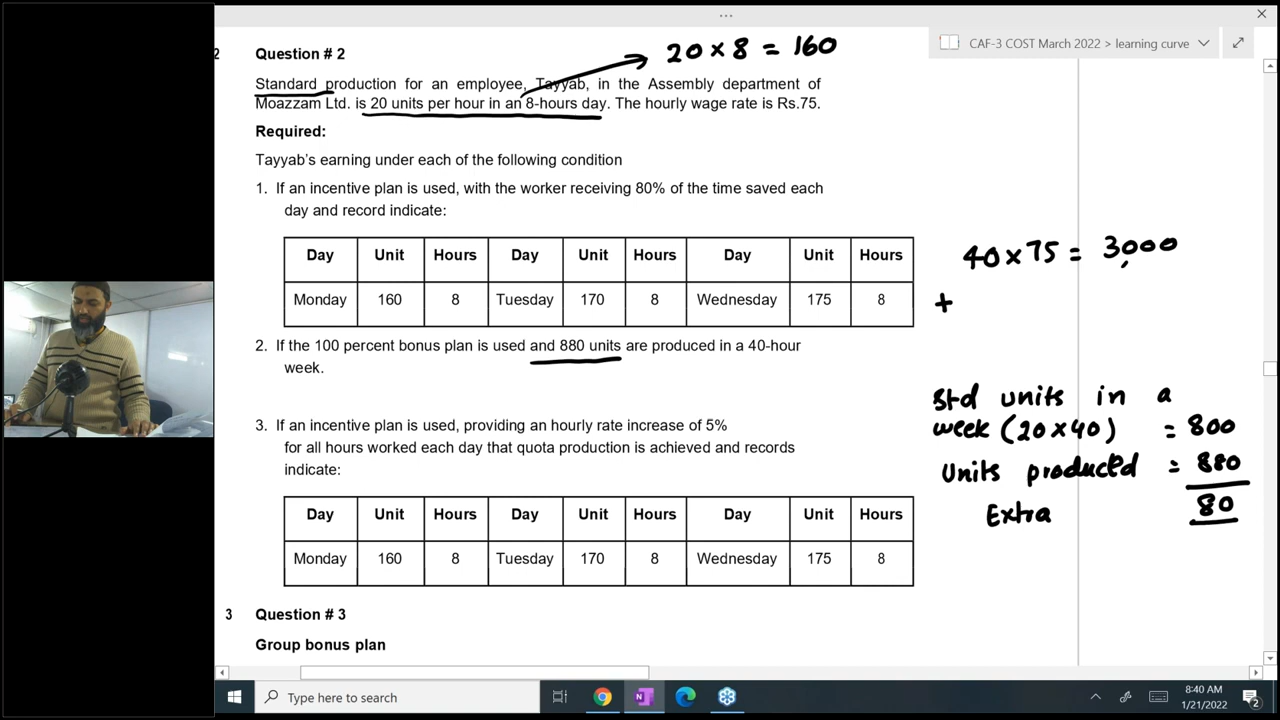 CAF-3 COST March 2022 > learning curve
2 Question # 2
20 × 8 = 160
Standard production for an employee, Tayyab, in the Assembly department of
Moazzam Ltd. is 20 units per hour in an 8-hours day. The hourly wage rate is Rs.75.
Required:
Tayyab's earning under each of the following condition
1. If an incentive plan is used, with the worker receiving 80% of the time saved each
day and record indicate:
Day Unit Hours Day Unit Hours Day Unit Hours
Monday 160 8 Tuesday 170 8 Wednesday 175 8
40 × 75 = 3,000
+
2. If the 100 percent bonus plan is used and 880 units are produced in a 40-hour
week.
Std units in a
week (20 × 40) = 800
Units produced = 880
Extra 80
3. If an incentive plan is used, providing an hourly rate increase of 5%
for all hours worked each day that quota production is achieved and records
indicate:
Day Unit Hours Day Unit Hours Day Unit Hours
Monday 160 8 Tuesday 170 8 Wednesday 175 8
3 Question # 3
Group bonus plan
Type here to search
8:40 AM
1/21/2022
2